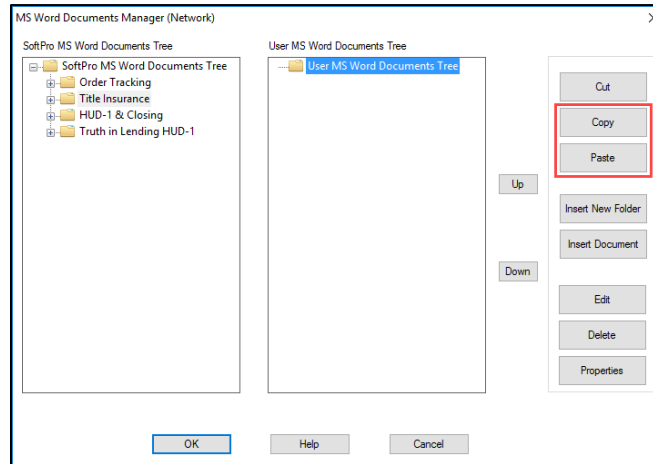 MS Word Documents Manager (Network)
SoftPro MS Word Documents Tree
User MS Word Documents Tree
SoftPro MS Word Documents Tree
Order Tracking
Title Insurance
HUD-1 & Closing
Truth in Lending HUD-1
User MS Word Documents Tree
Up
Down
Cut
Copy
Paste
Insert New Folder
Insert Document
Edit
Delete
Properties
OK
Help
Cancel